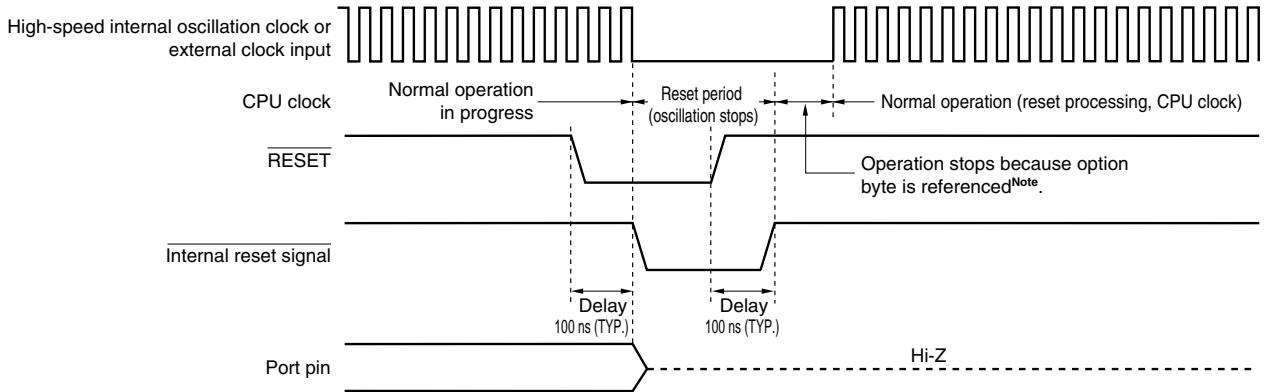 High-speed internal oscillation clock or
external clock input
CPU clock
Normal operation
in progress
Reset period
(oscillation stops)
Normal operation (reset processing, CPU clock)
RESET
Operation stops because option
byte is referencedNote.
Internal reset signal
Delay
100 ns (TYP.)
Delay
100 ns (TYP.)
Port pin
Hi-Z